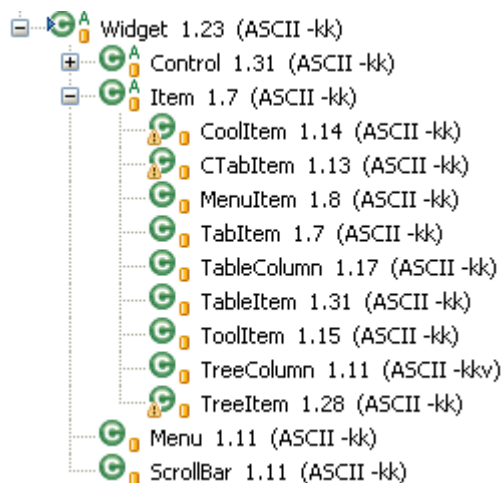 Widget 1.23 (ASCII -kk)
Control 1.31 (ASCII -kk)
Item 1.7 (ASCII -kk)
CoolItem 1.14 (ASCII -kk)
CTabItem 1.13 (ASCII -kk)
MenuItem 1.8 (ASCII -kk)
TabItem 1.7 (ASCII -kk)
TableColumn 1.17 (ASCII -kk)
TableItem 1.31 (ASCII -kk)
ToolItem 1.15 (ASCII -kk)
TreeColumn 1.11 (ASCII -kkv)
TreeItem 1.28 (ASCII -kk)
Menu 1.11 (ASCII -kk)
ScrollBar 1.11 (ASCII -kk)